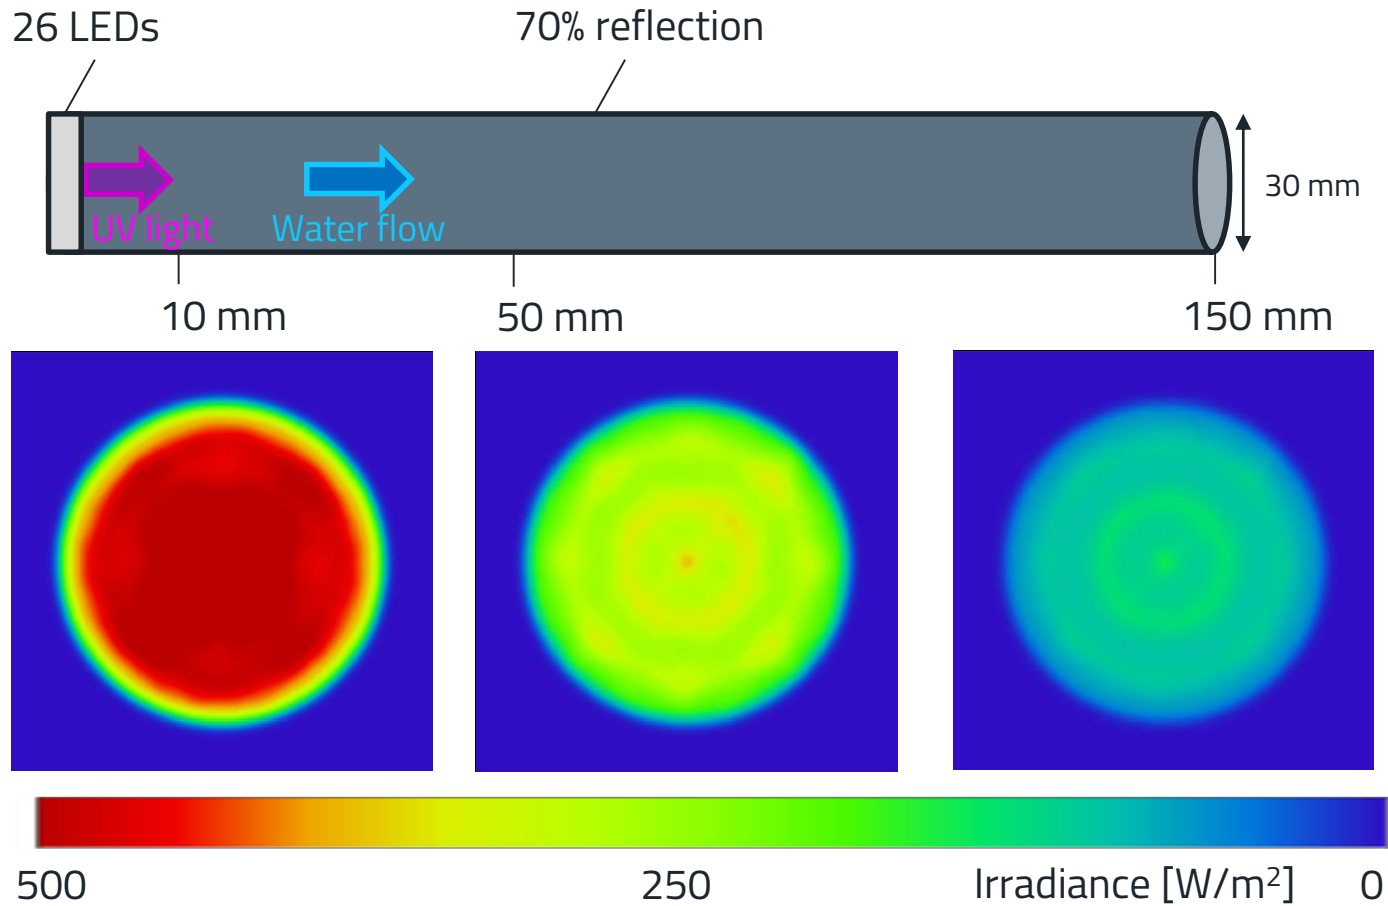 26 LEDs
70% reflection
UV light
Water flow
30 mm
10 mm
50 mm
150 mm
500
250
Irradiance [W/m²]
0